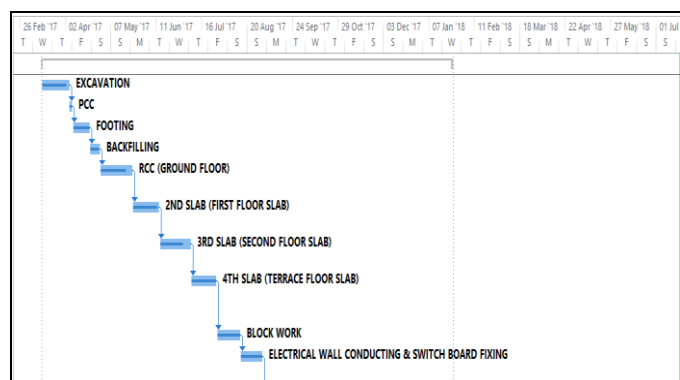 26 Feb '17 02 Apr '17 07 May '17 11 Jun '17 16 Jul '17 20 Aug '17 24 Sep '17 29 Oct '17 03 Dec '17 07 Jan '18 11 Feb '18 18 Mar '18 22 Apr '18 27 May '18 01 Jul
T W T F S S M T W T F S S M T W T F S S M T W T F S S
EXCAVATION
PCC
FOOTING
BACKFILLING
RCC (GROUND FLOOR)
2ND SLAB (FIRST FLOOR SLAB)
3RD SLAB (SECOND FLOOR SLAB)
4TH SLAB (TERRACE FLOOR SLAB)
BLOCK WORK
ELECTRICAL WALL CONDUCTING & SWITCH BOARD FIXING